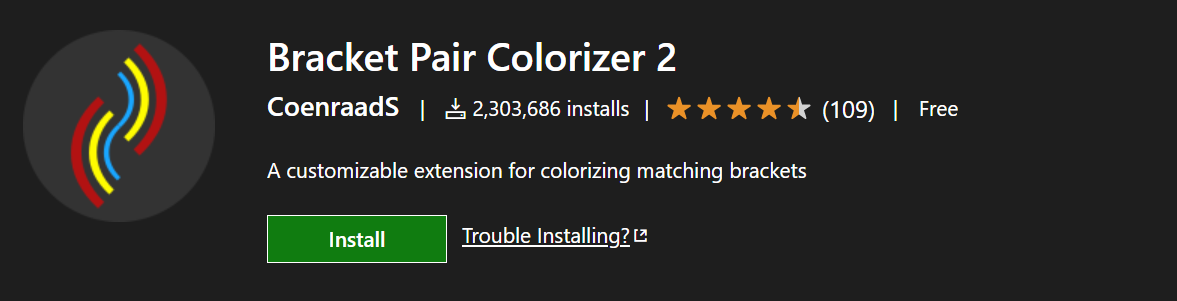 Bracket Pair Colorizer 2
CoenraadS | 2,303,686 installs | (109) | Free
A customizable extension for colorizing matching brackets
Install Trouble Installing?